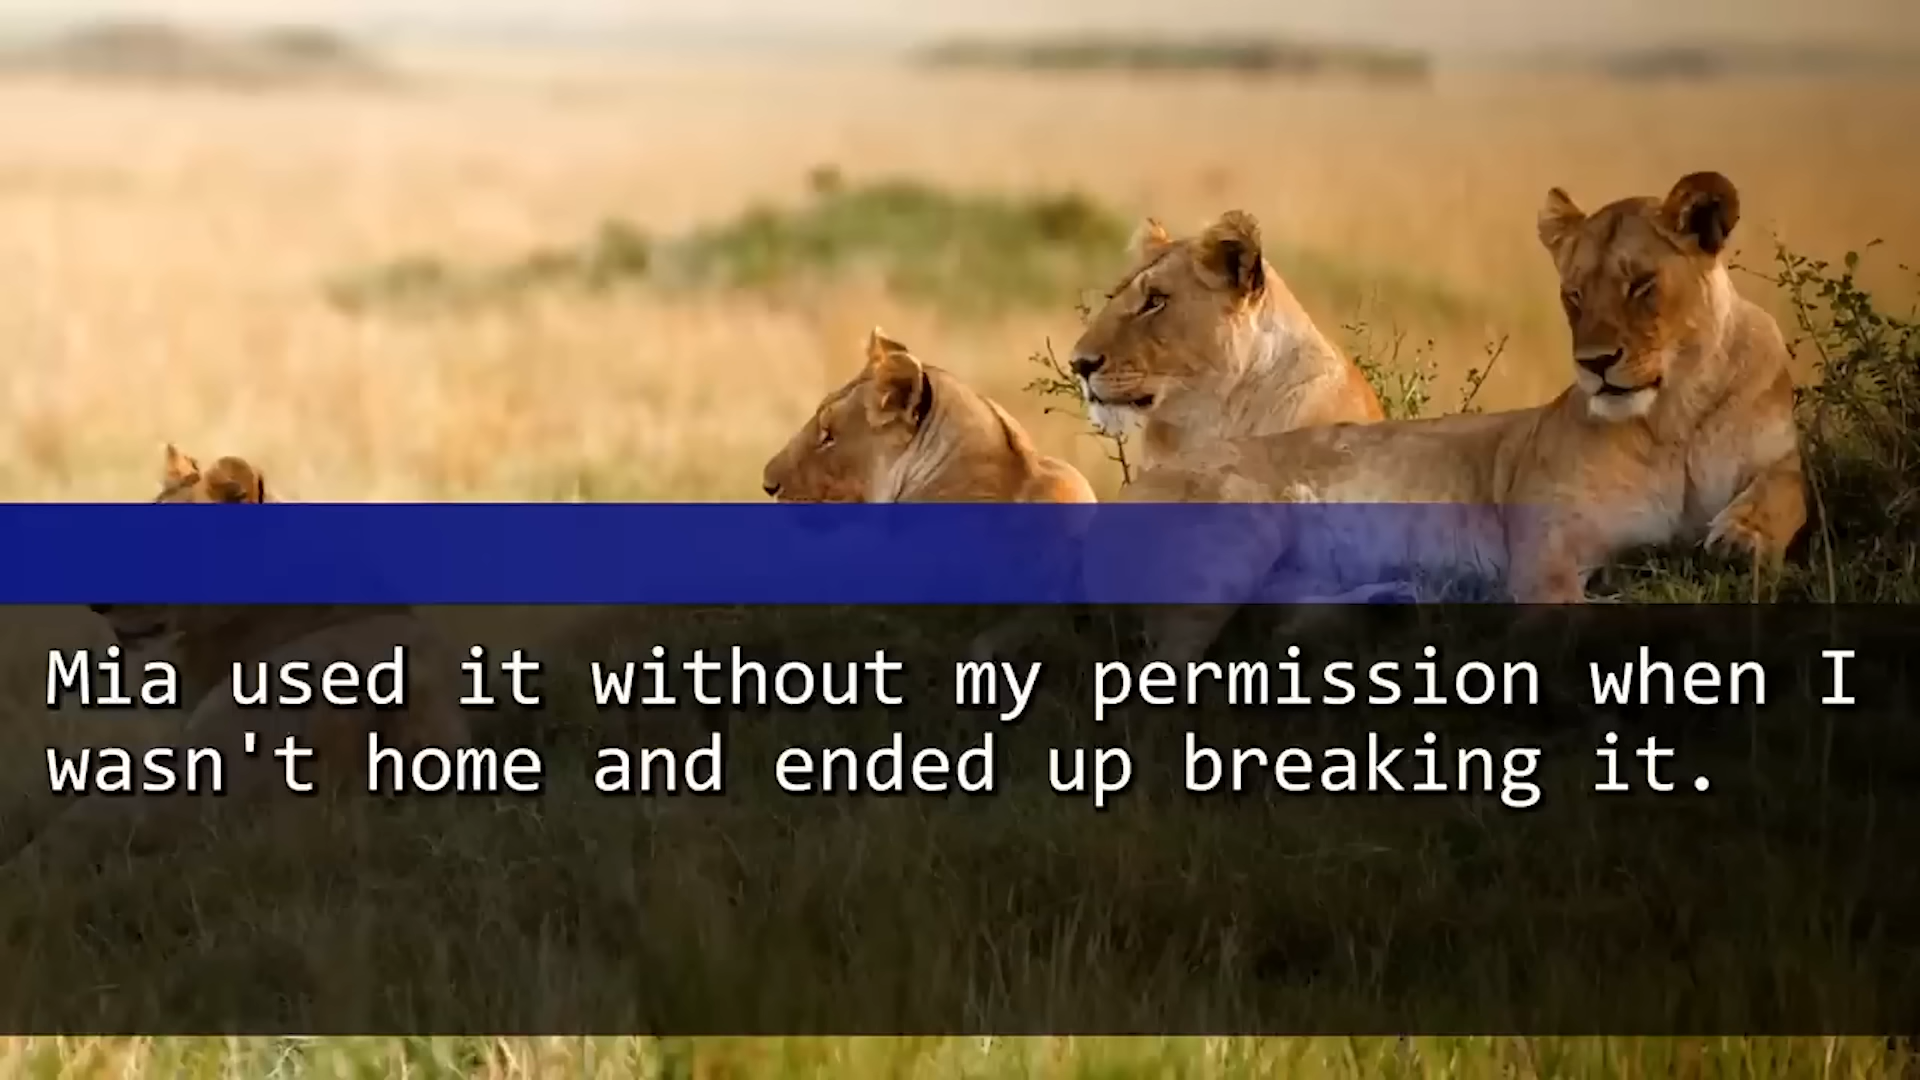 Mia used it without my permission when I
wasn't home and ended up breaking it.